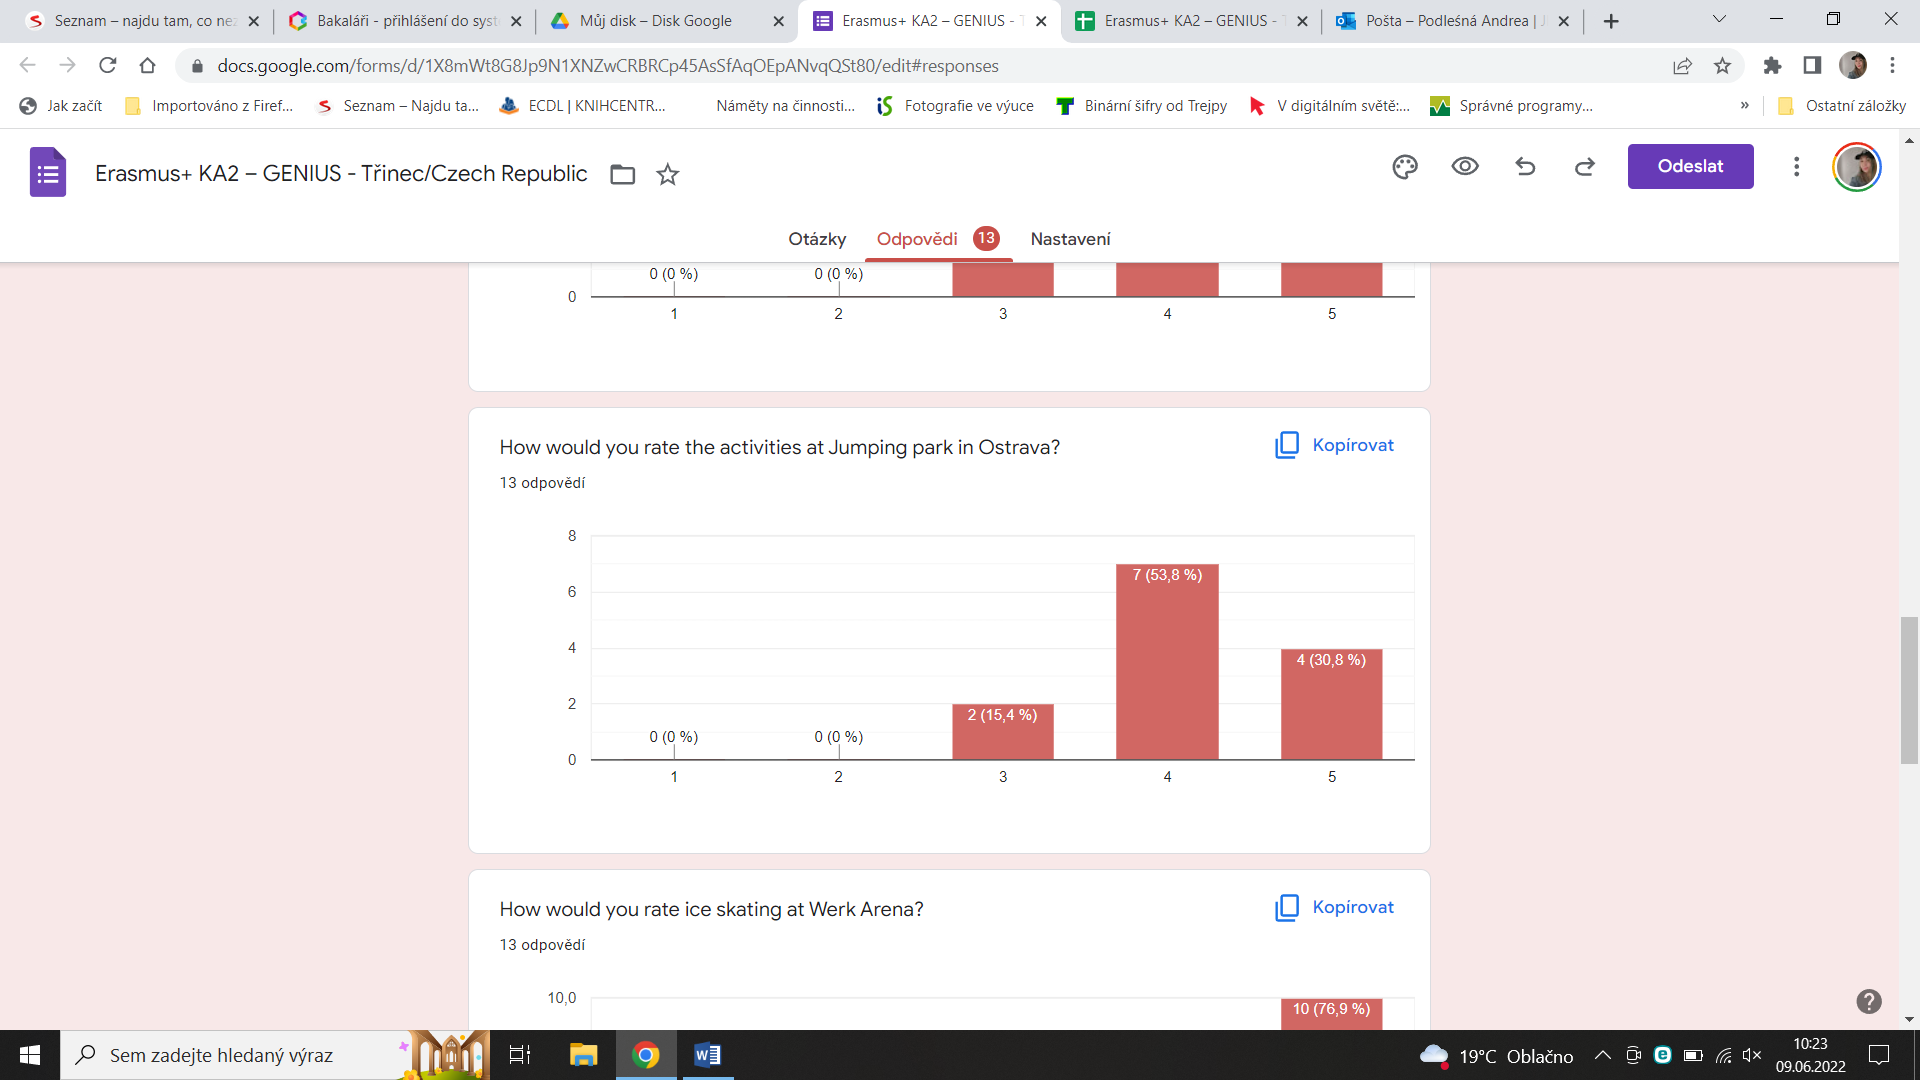 Seznam – najdu tam, co nez
Bakaláři - přihlášení do syst
Můj disk – Disk Google
Erasmus+ KA2 – GENIUS - T
Erasmus+ KA2 – GENIUS - T
Pošta – Podleśná Andrea | J
docs.google.com/forms/d/1X8mWt8G8Jp9N1XNZwCRBRCp45AsSfAqOEpANvqQSt80/edit#responses
Jak začít
Importováno z Firef...
Seznam – Najdu ta...
ECDL | KNIHCENTR...
Náměty na činnosti...
Fotografie ve výuce
Binární šifry od Trejpy
V digitálním světě:...
Správné programy...
»
Ostatní záložky
Erasmus+ KA2 – GENIUS - Třinec/Czech Republic
Odeslat
Otázky
Odpovědi 13
Nastavení
0 (0 %)
0 (0 %)
0
1 2 3 4 5
How would you rate the activities at Jumping park in Ostrava?
Kopírovat
13 odpovědí
8
7 (53,8 %)
6
4
4 (30,8 %)
2
2 (15,4 %)
0 (0 %)
0 (0 %)
0
1 2 3 4 5
How would you rate ice skating at Werk Arena?
Kopírovat
13 odpovědí
10,0
10 (76,9 %)
Sem zadejte hledaný výraz
19°C Oblačno
10:23
09.06.2022